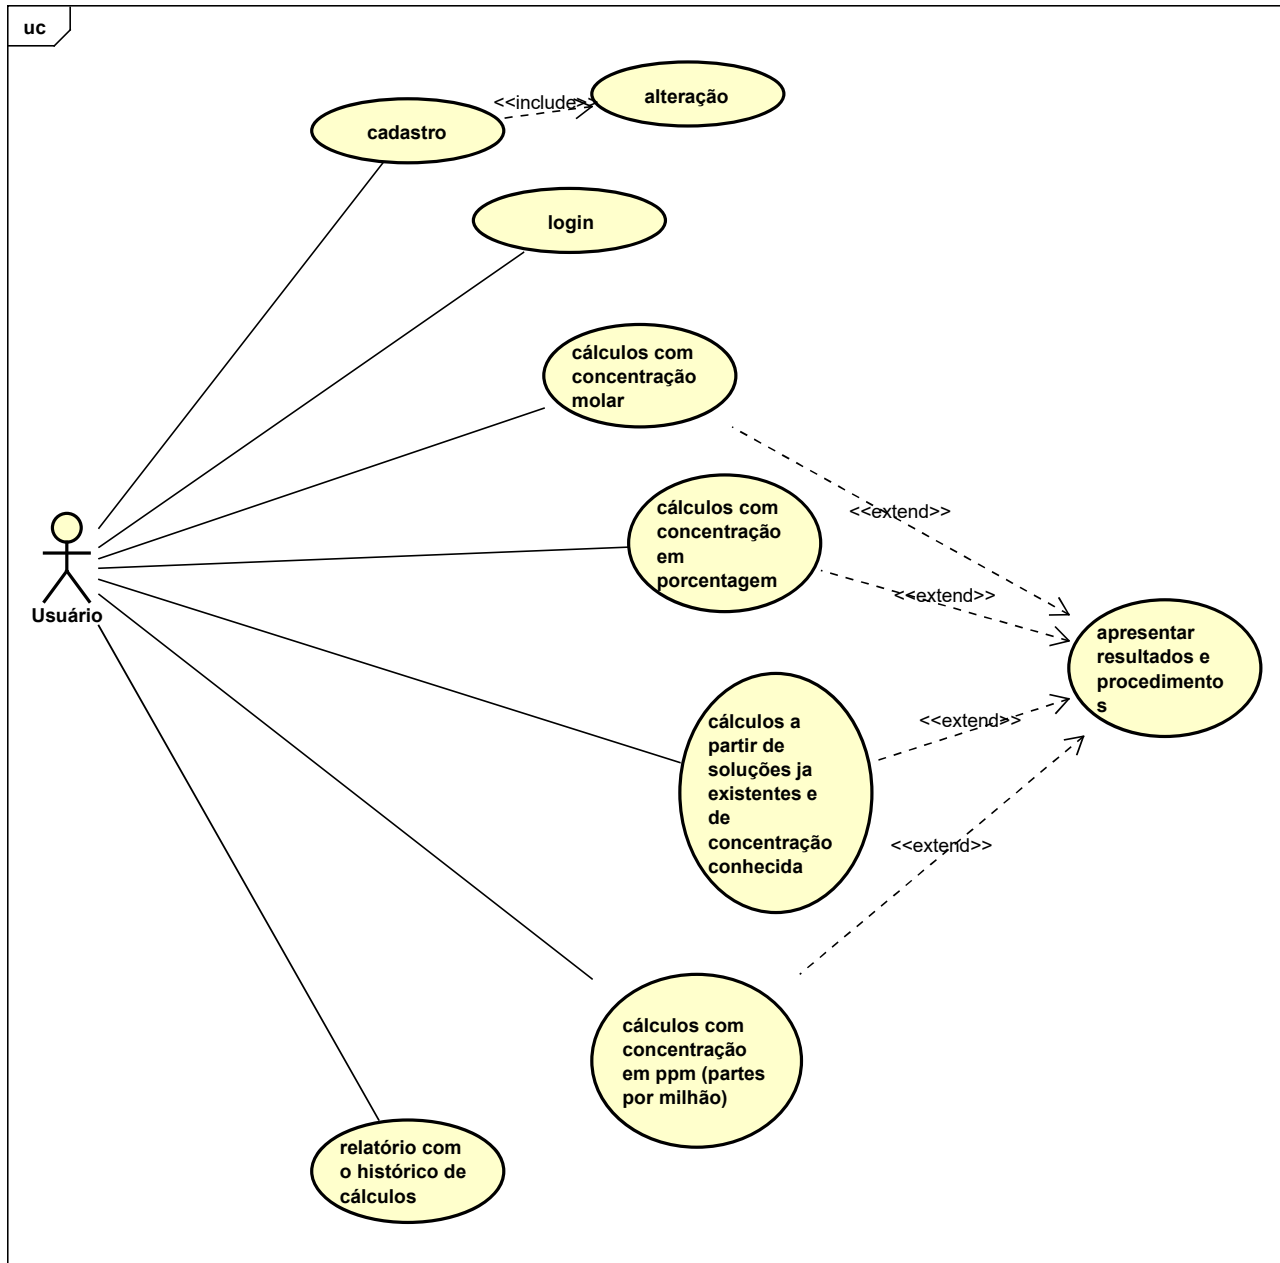 uc
<<include>>
alteração
cadastro
login
cálculos com
concentração
molar
cálculos com
concentração
em
porcentagem
<<extend>>
<<extend>>
Usuário
apresentar
resultados e
procedimento
s
cálculos a
partir de
soluções ja
existentes e
de
concentração
conhecida
<<extend>>
<<extend>>
cálculos com
concentração
em ppm (partes
por milhão)
relatório com
o histórico de
cálculos